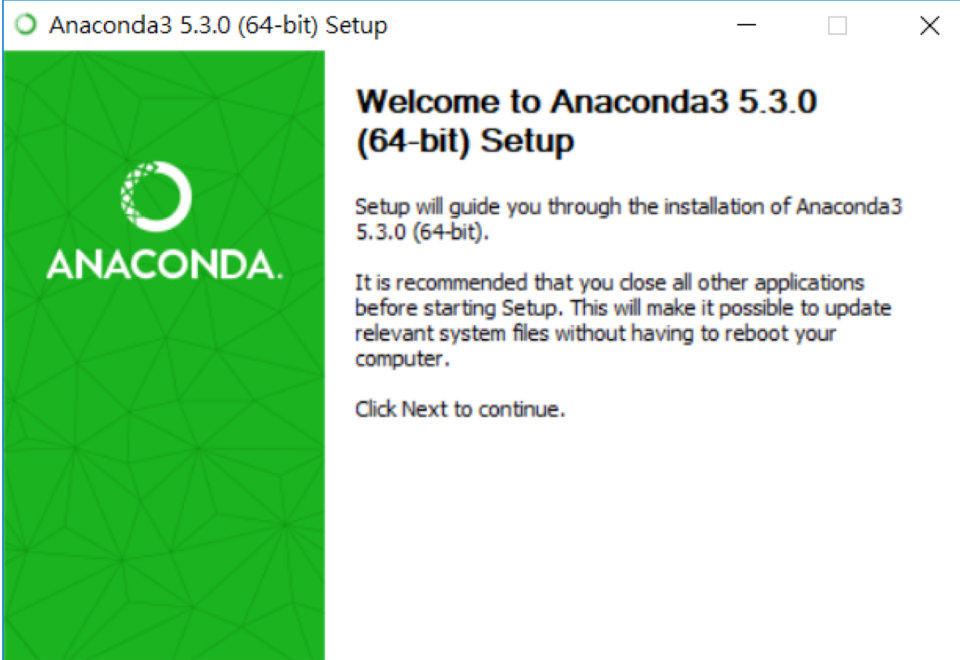 Anaconda3 5.3.0 (64-bit) Setup
ANACONDA.
Welcome to Anaconda3 5.3.0
(64-bit) Setup
Setup will guide you through the installation of Anaconda3
5.3.0 (64-bit).
It is recommended that you close all other applications
before starting Setup. This will make it possible to update
relevant system files without having to reboot your
computer.
Click Next to continue.